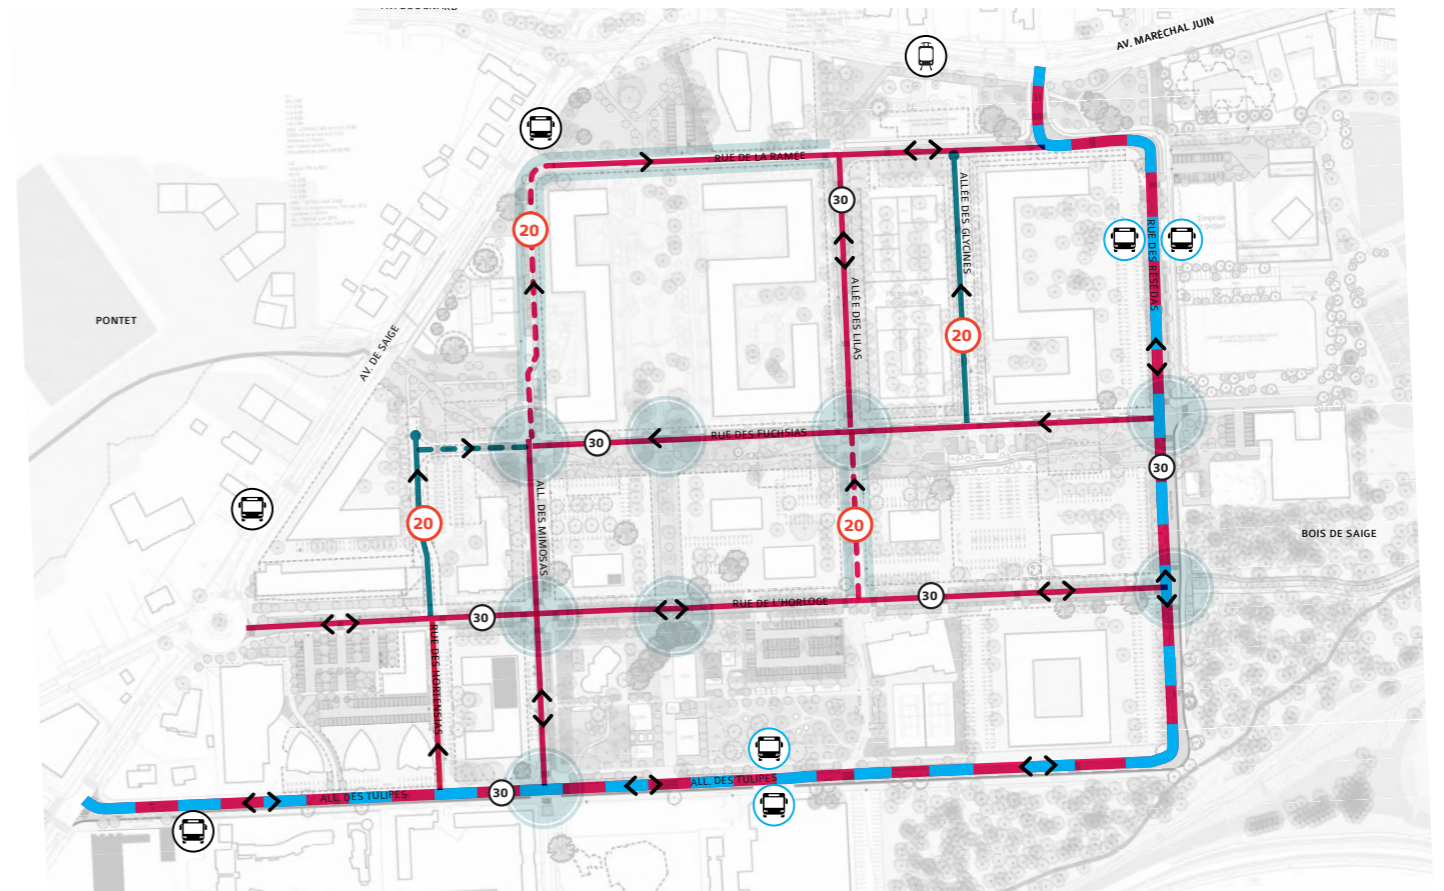 AV. MARÉCHAL JUIN
RUE DE LA RAMÉE
30
ALLÉE DES GLYCINES
20
RUE DES RÉSÉDAS
ALLÉE DES LILAS
20
PONTET
AV. DE SAIGE
RUE DES FUCHSIAS
30
30
20
ALL. DES MIMOSAS
20
BOIS DE SAIGE
RUE DE L'HORLOGE
30
30
RUE DES HORTENSIAS
ALL. DES TULIPES
30
ALL. DES TULIPES